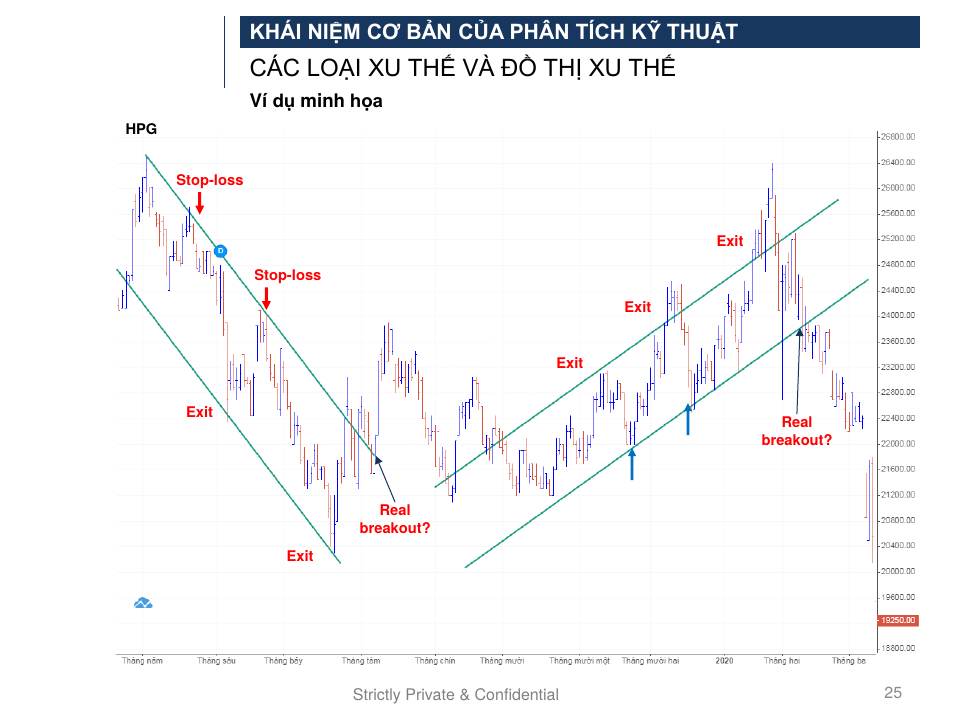 KHÁI NIỆM CƠ BẢN CỦA PHÂN TÍCH KỸ THUẬT
CÁC LOẠI XU THẾ VÀ ĐỒ THỊ XU THẾ
Ví dụ minh họa
HPG
26800.00
26400.00
Stop-loss
26000.00
25600.00
D
Exit
25200.00
Stop-loss
24800.00
24400.00
Exit
24000.00
23600.00
Exit
23200.00
22800.00
Exit
22400.00
Real
breakout?
22000.00
21600.00
21200.00
Real
breakout?
20800.00
20400.00
Exit
20000.00
19600.00
19250.00
18800.00
Tháng năm Tháng sáu Tháng bảy Tháng tám Tháng chín Tháng mười Tháng mười một Tháng mười hai 2020 Tháng hai Tháng ba
Strictly Private & Confidential
25